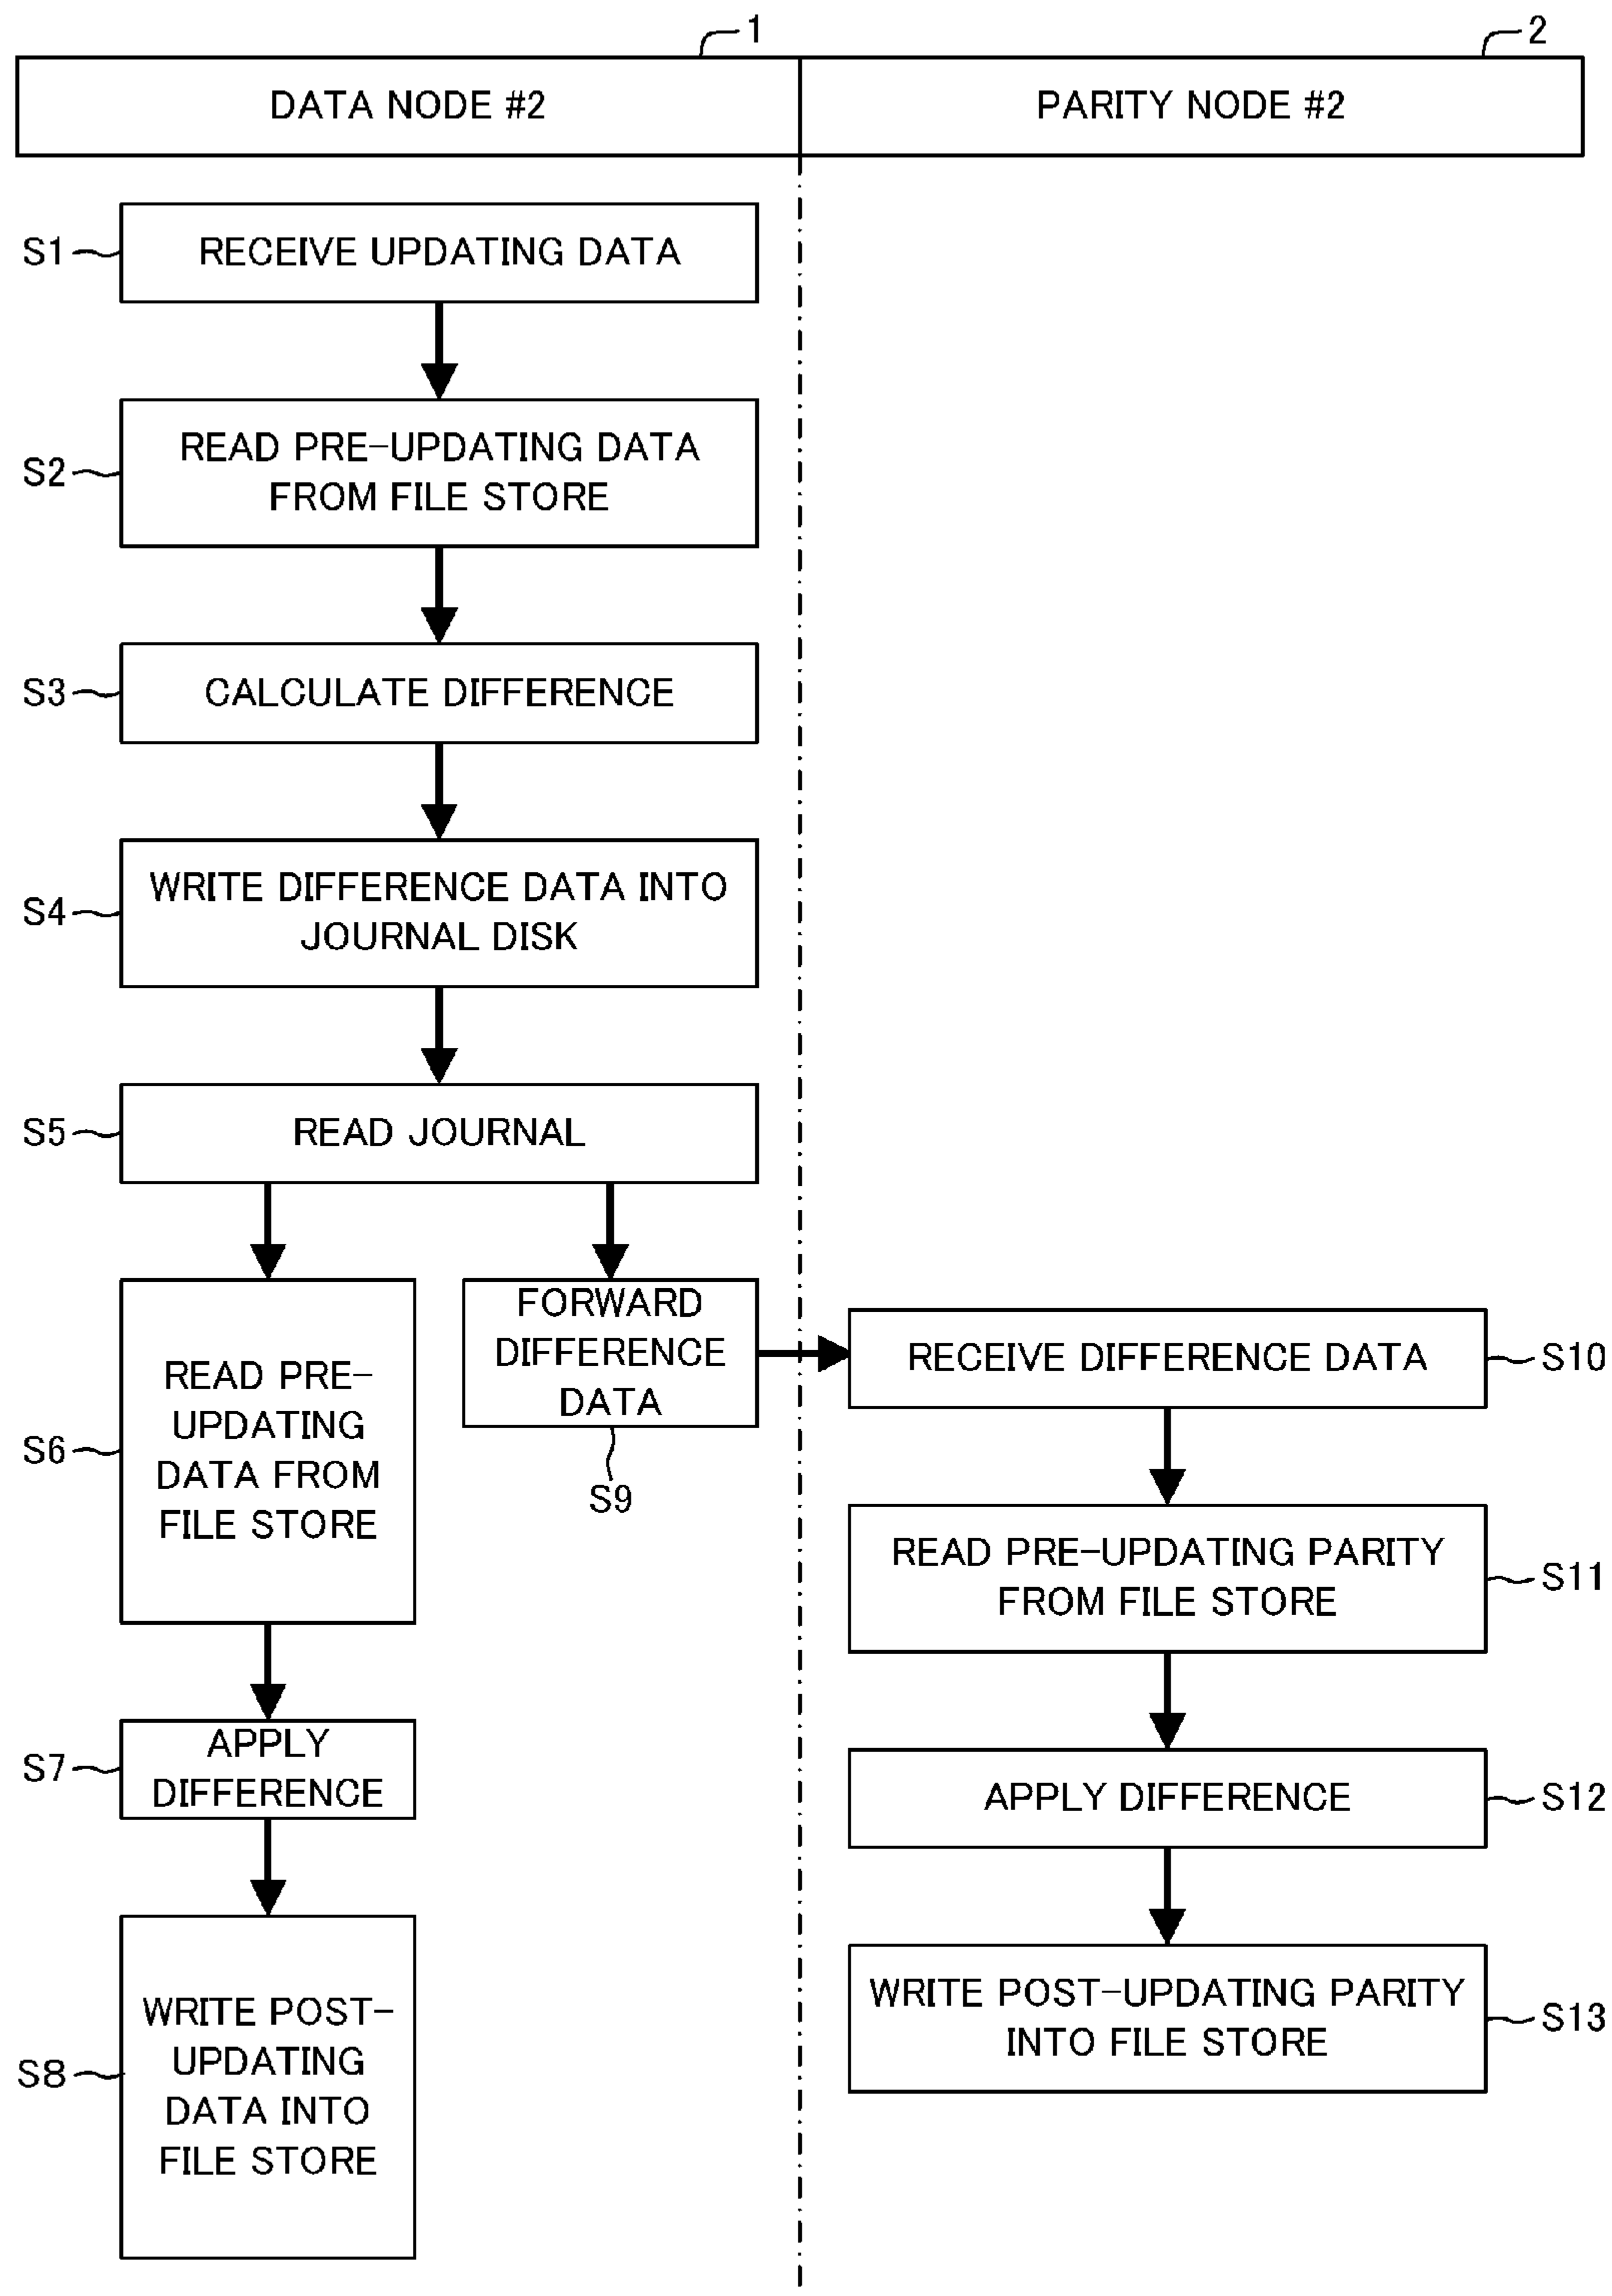 1
2
DATA NODE #2
PARITY NODE #2
S1
RECEIVE UPDATING DATA
S2
READ PRE-UPDATING DATA
FROM FILE STORE
S3
CALCULATE DIFFERENCE
S4
WRITE DIFFERENCE DATA INTO
JOURNAL DISK
S5
READ JOURNAL
S6
READ PRE-
UPDATING
DATA FROM
FILE STORE
FORWARD
DIFFERENCE
DATA
S9
S7
APPLY
DIFFERENCE
S8
WRITE POST-
UPDATING
DATA INTO
FILE STORE
RECEIVE DIFFERENCE DATA
S10
READ PRE-UPDATING PARITY
FROM FILE STORE
S11
APPLY DIFFERENCE
S12
WRITE POST-UPDATING PARITY
INTO FILE STORE
S13